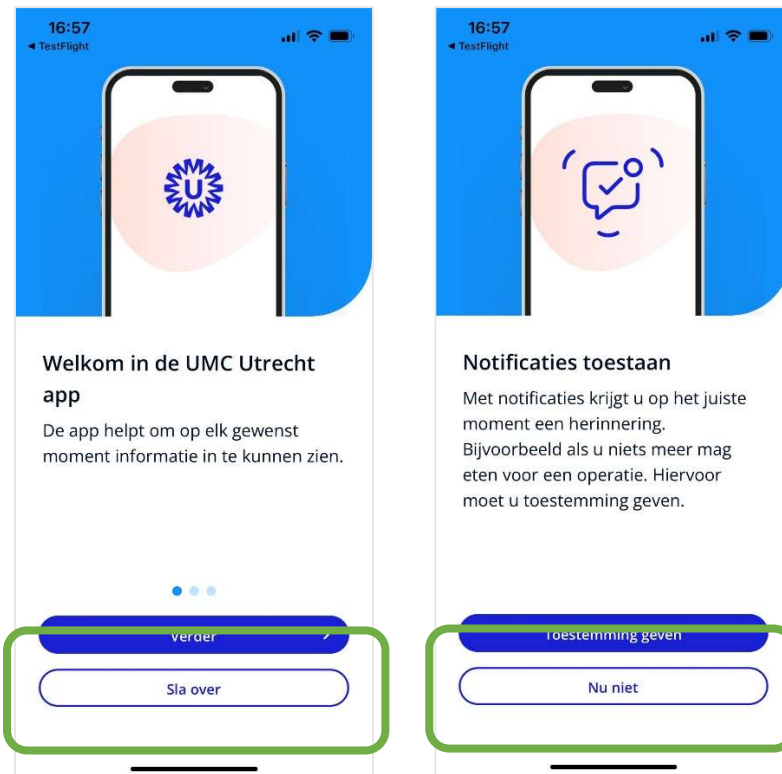 16:57
◄ TestFlight
U
Welkom in de UMC Utrecht
app
De app helpt om op elk gewenst
moment informatie in te kunnen zien.
Verder
Sla over
16:57
◄ TestFlight
Notificaties toestaan
Met notificaties krijgt u op het juiste
moment een herinnering.
Bijvoorbeeld als u niets meer mag
eten voor een operatie. Hiervoor
moet u toestemming geven.
Toestemming geven
Nu niet